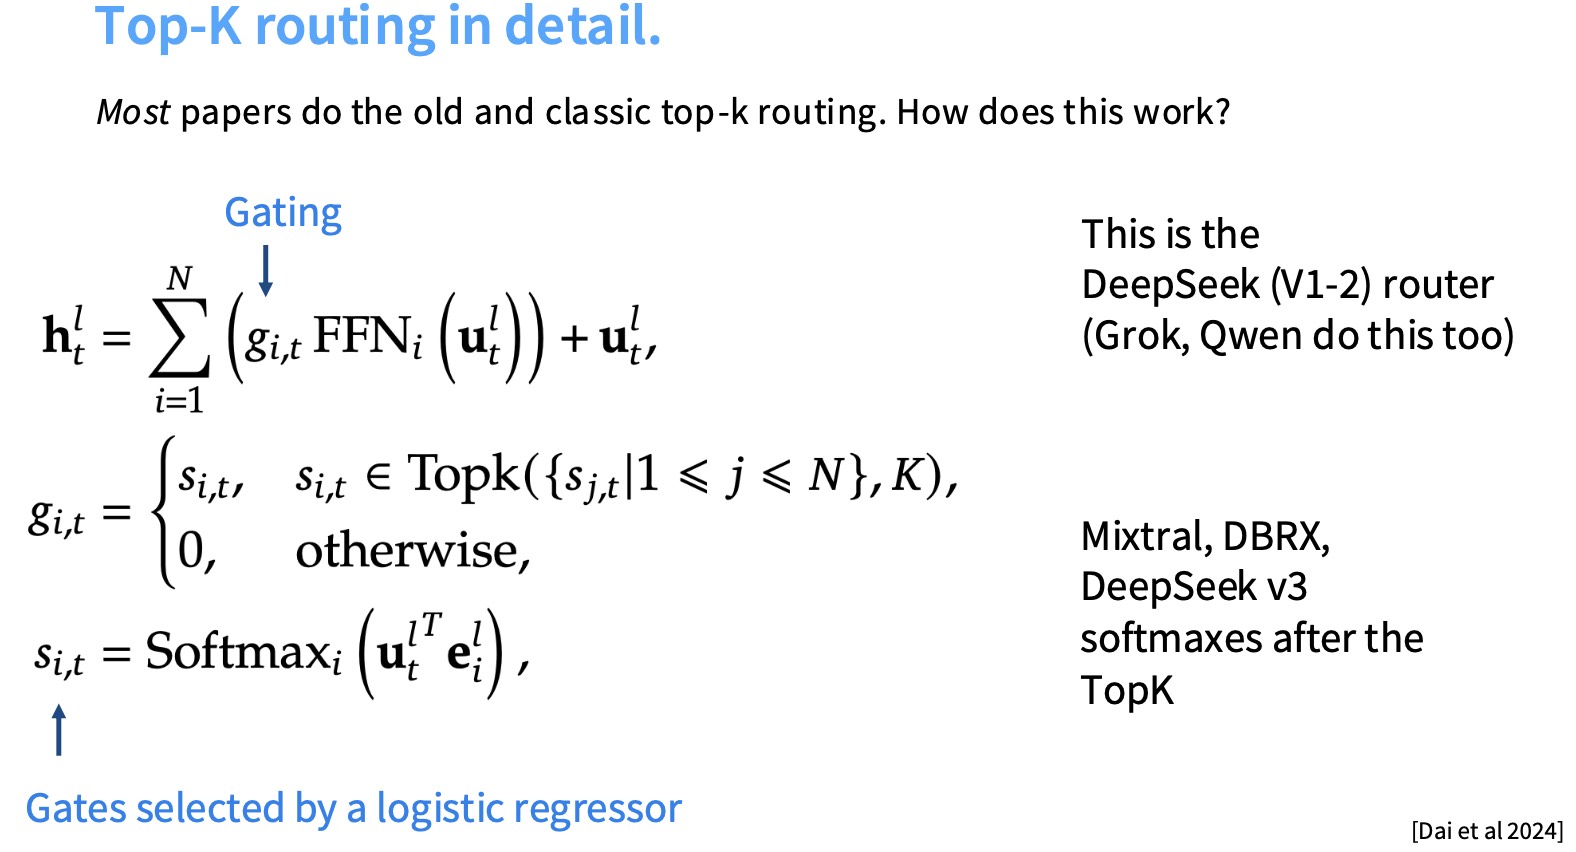 Top-K routing in detail.
Most papers do the old and classic top-k routing. How does this work?
Gating
$\mathbf{h}_t^l = \sum_{i=1}^{N} \left( g_{i,t} \, \mathrm{FFN}_i \left( \mathbf{u}_t^l \right) \right) + \mathbf{u}_t^l,$
$g_{i,t} = \begin{cases} s_{i,t}, & s_{i,t} \in \mathrm{Topk}(\{s_{j,t} | 1 \leqslant j \leqslant N\}, K), \\ 0, & \text{otherwise,} \end{cases}$
$s_{i,t} = \mathrm{Softmax}_i \left( {\mathbf{u}_t^l}^T \mathbf{e}_i^l \right),$
Gates selected by a logistic regressor
This is the
DeepSeek (V1-2) router
(Grok, Qwen do this too)
Mixtral, DBRX,
DeepSeek v3
softmaxes after the
TopK
[Dai et al 2024]